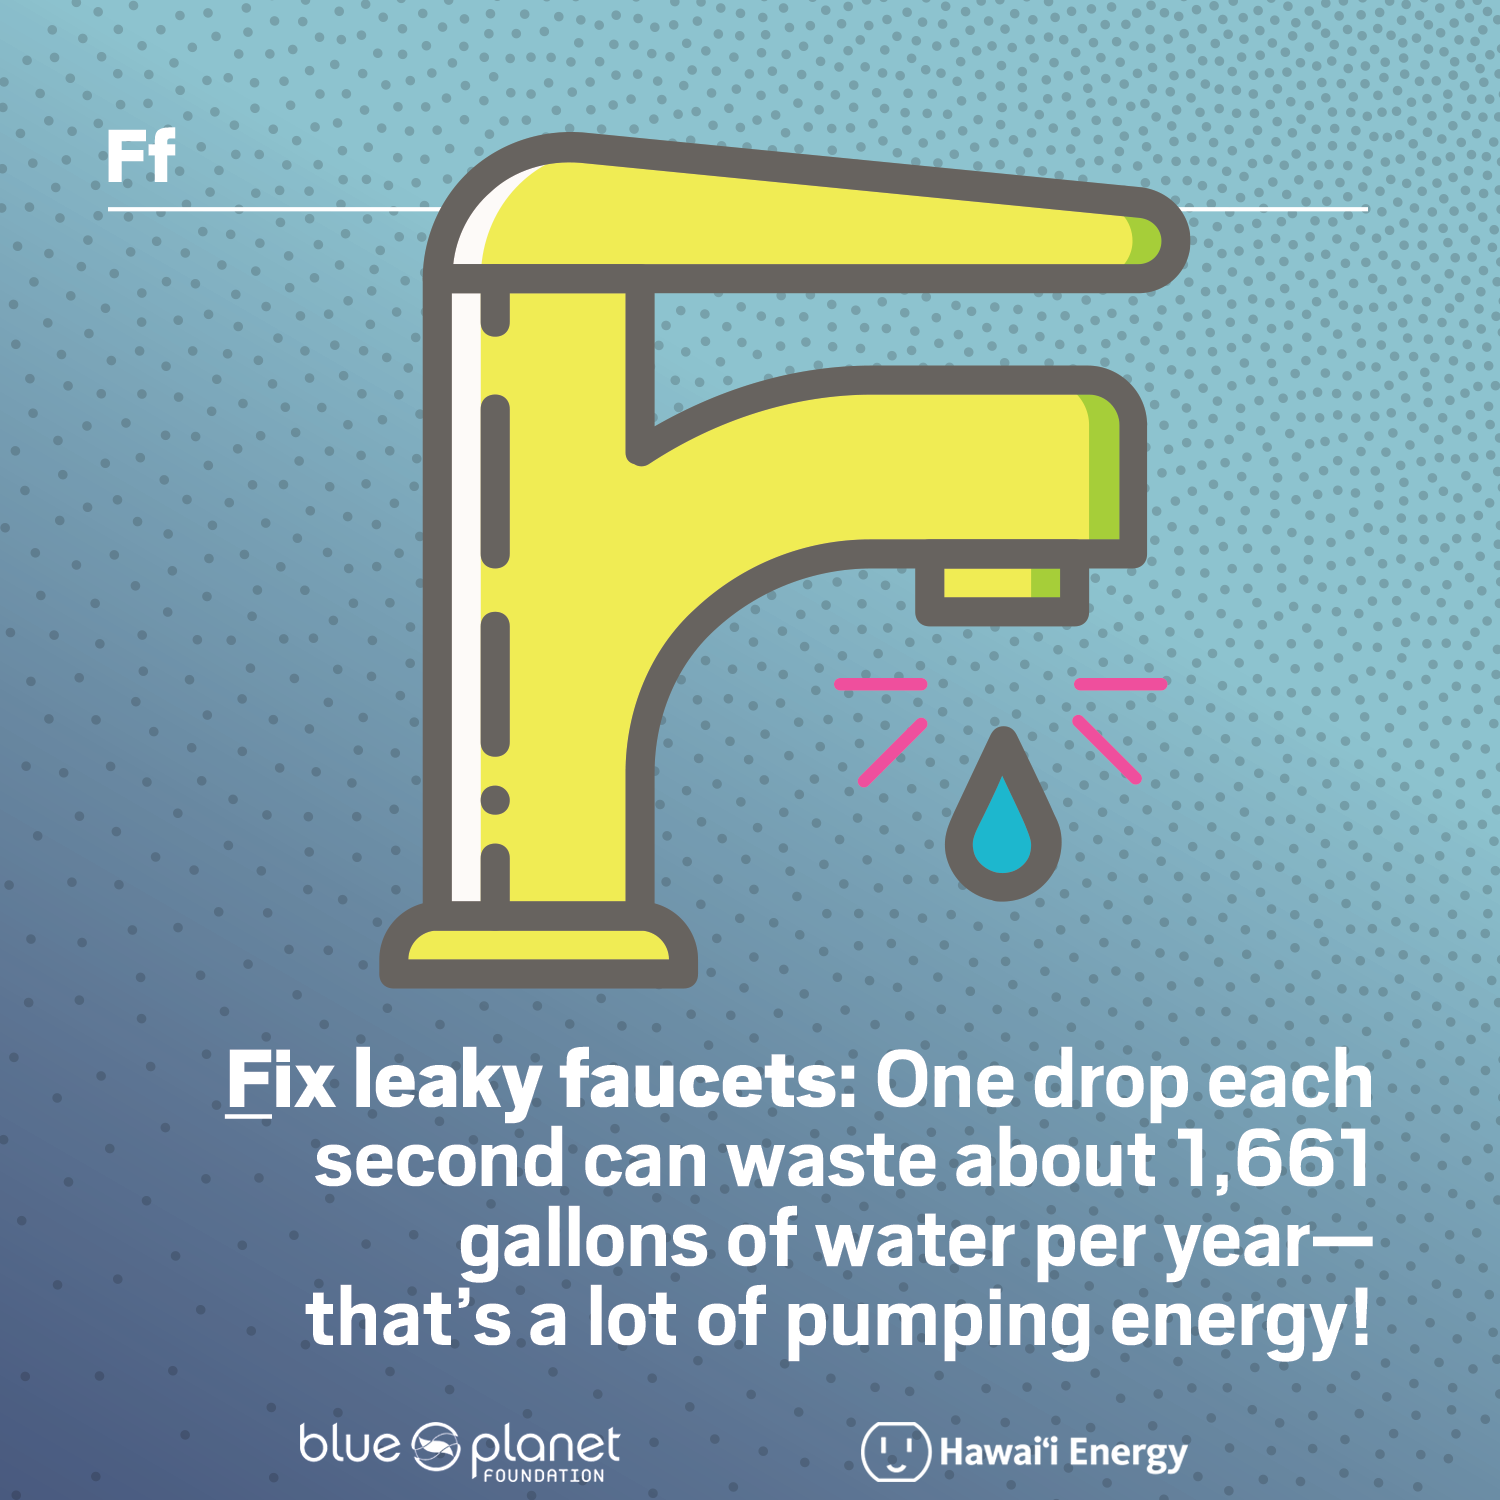 Ff
Fix leaky faucets: One drop each
second can waste about 1,661
gallons of water per year—
that’s a lot of pumping energy!
blue planet
FOUNDATION
Hawai‘i Energy